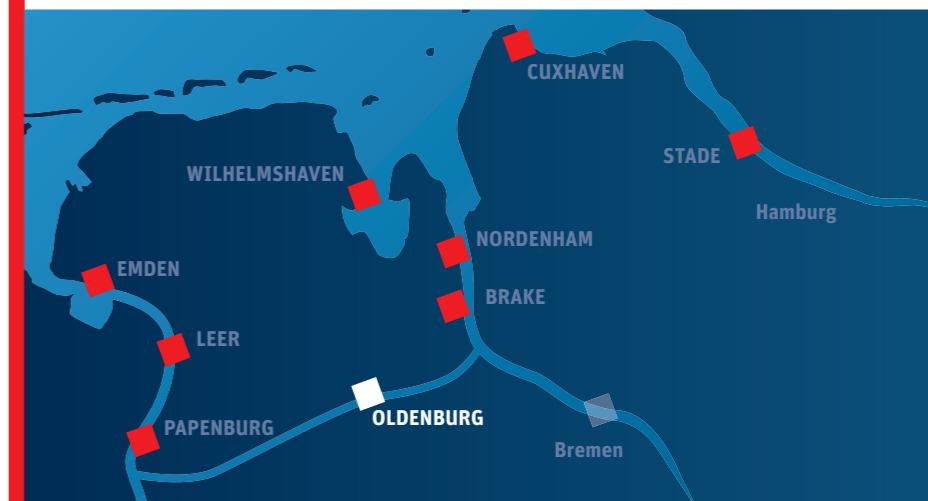 CUXHAVEN
STADE
WILHELMSHAVEN
Hamburg
NORDENHAM
EMDEN
BRAKE
LEER
OLDENBURG
PAPENBURG
Bremen